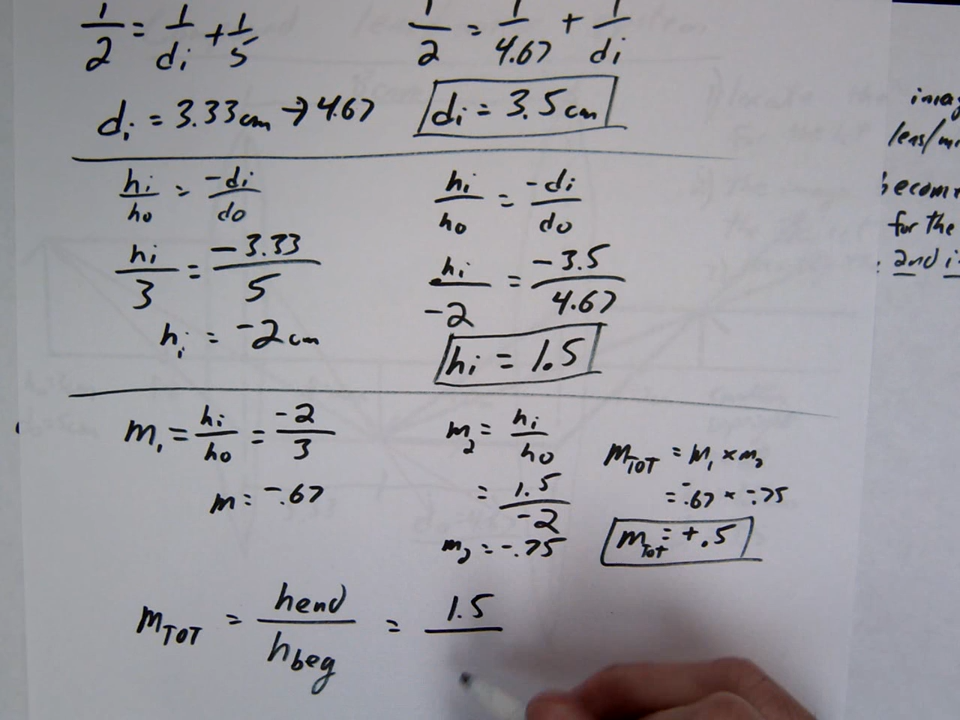 1/2 = 1/di + 1/5
di = 3.33cm → 4.67
1/2 = 1/4.67 + 1/di
di = 3.5cm
hi/ho = -di/do
hi/3 = -3.33/5
hi = -2cm
hi/ho = -di/do
hi/-2 = -3.5/4.67
hi = 1.5
m1 = hi/ho = -2/3
m = -.67
m2 = hi/ho
= 1.5/-2
m2 = -.75
mTOT = m1 x m2
= -.67 x -.75
mTOT = +.5
mTOT = hend/hbeg = 1.5/
for the
and